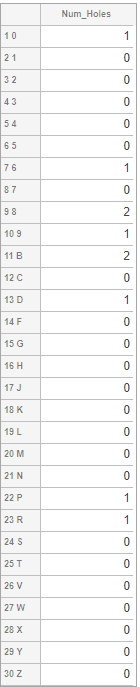 Num_Holes
1 0 1
2 1 0
3 2 0
4 3 0
5 4 0
6 5 0
7 6 1
8 7 0
9 8 2
10 9 1
11 B 2
12 C 0
13 D 1
14 F 0
15 G 0
16 H 0
17 J 0
18 K 0
19 L 0
20 M 0
21 N 0
22 P 1
23 R 1
24 S 0
25 T 0
26 V 0
27 W 0
28 X 0
29 Y 0
30 Z 0